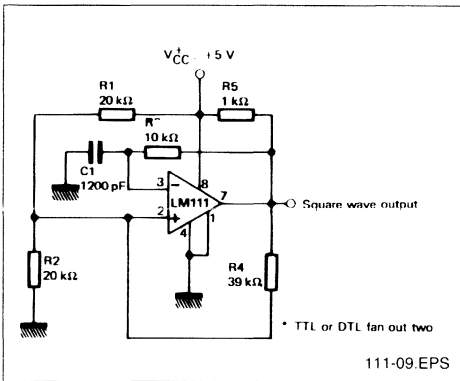 V+CC +5 V
R1
20 kΩ
R5
1 kΩ
10 kΩ
C1
1200 pF
3
−
8
LM111
7
2
+
1
4
Square wave output
R2
20 kΩ
R4
39 kΩ
* TTL or DTL fan out two
111-09.EPS